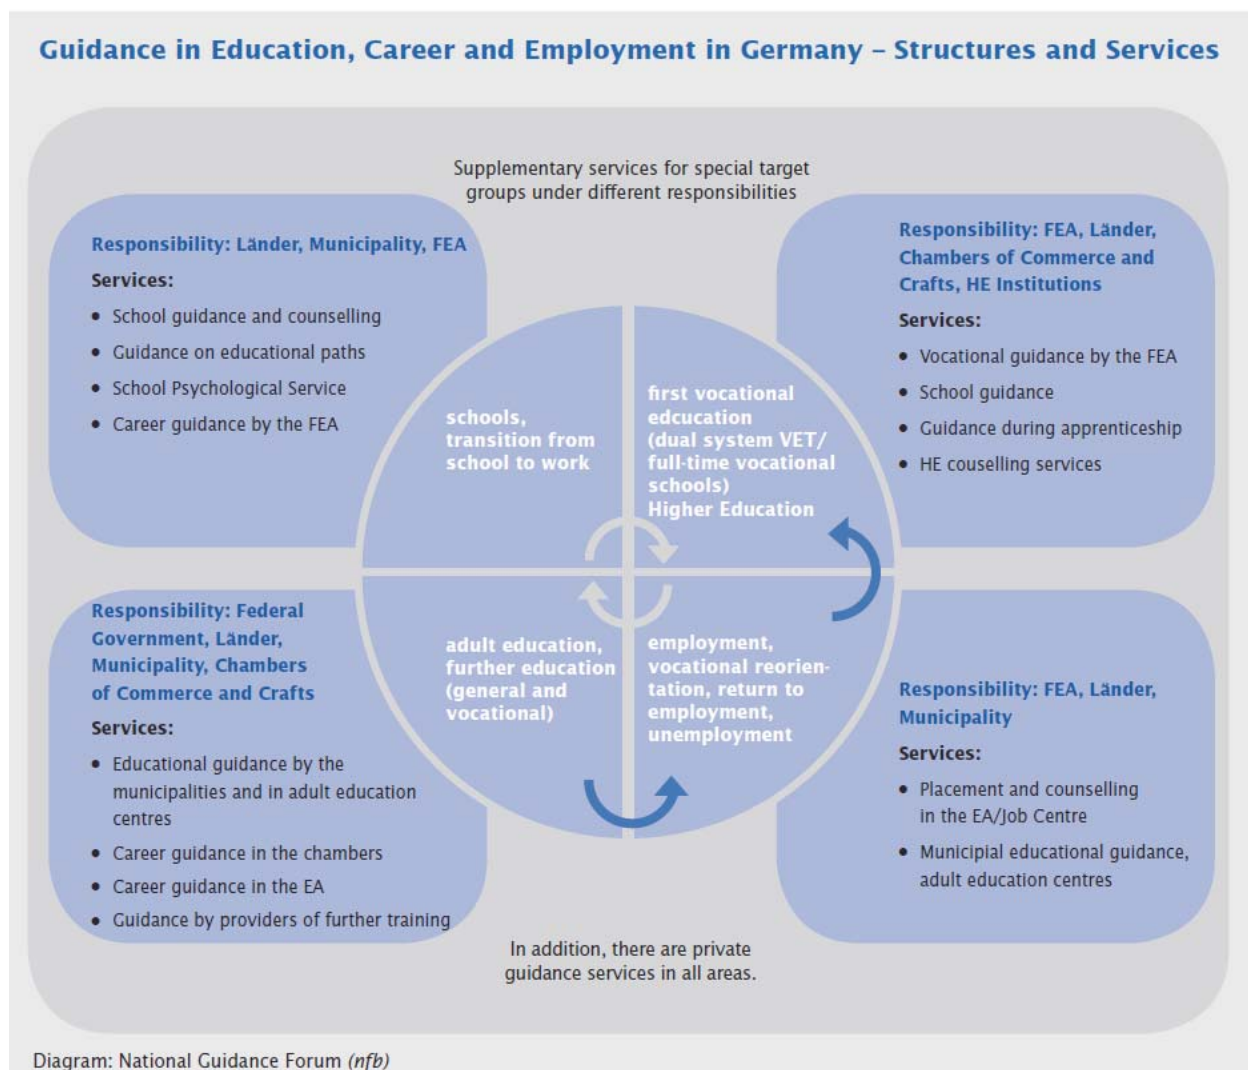 Guidance in Education, Career and Employment in Germany – Structures and Services
Supplementary services for special target
groups under different responsibilities
Responsibility: Länder, Municipality, FEA
Services:
• School guidance and counselling
• Guidance on educational paths
• School Psychological Service
• Career guidance by the FEA
Responsibility: FEA, Länder,
Chambers of Commerce and
Crafts, HE Institutions
Services:
• Vocational guidance by the FEA
• School guidance
• Guidance during apprenticeship
• HE couselling services
schools,
transition from
school to work
first vocational
edcucation
(dual system VET/
full-time vocational
schools)
Higher Education
Responsibility: Federal
Government, Länder,
Municipality, Chambers
of Commerce and Crafts
Services:
• Educational guidance by the
municipalities and in adult education
centres
• Career guidance in the chambers
• Career guidance in the EA
• Guidance by providers of further training
adult education,
further education
(general and
vocational)
employment,
vocational reorien-
tation, return to
employment,
unemployment
Responsibility: FEA, Länder,
Municipality
Services:
• Placement and counselling
in the EA/Job Centre
• Municipial educational guidance,
adult education centres
In addition, there are private
guidance services in all areas.
Diagram: National Guidance Forum (nfb)